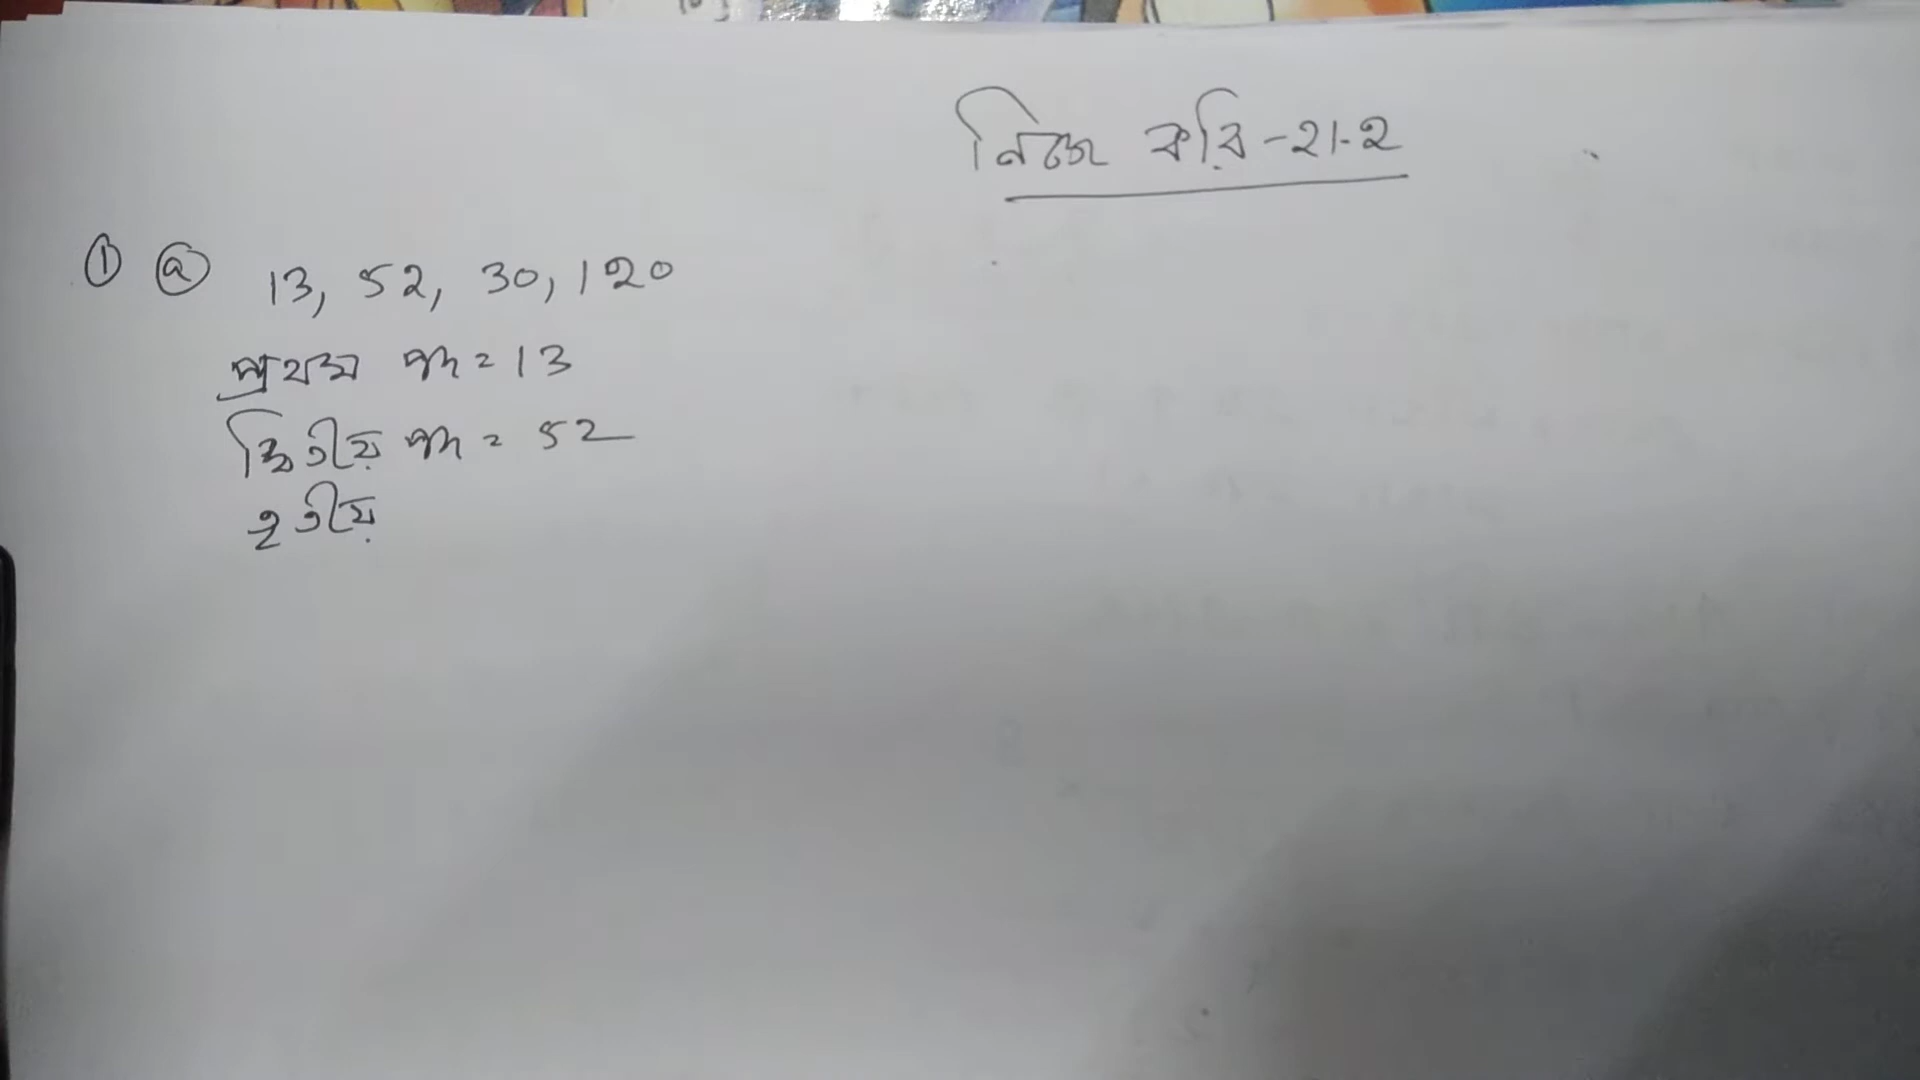 নিজে করি-21.2
① ⓐ 13, 52, 30, 120
প্রথম পদ = 13
দ্বিতীয় পদ = 52
তৃতীয়